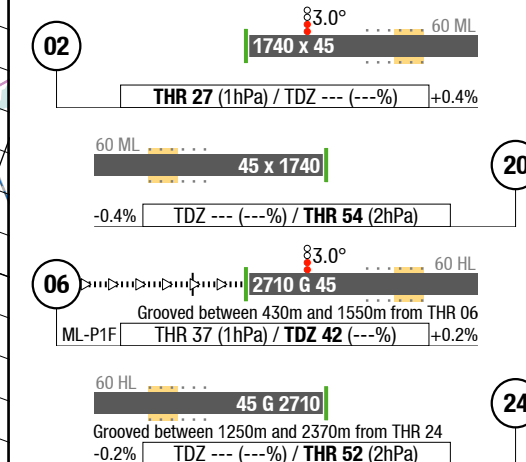 3.0° 60 ML
02 1740 x 45
THR 27 (1hPa) / TDZ --- (---%) +0.4%
60 ML
45 x 1740 20
-0.4% TDZ --- (---%) / THR 54 (2hPa)
3.0° 60 HL
06 2710 G 45
Grooved between 430m and 1550m from THR 06
ML-P1F THR 37 (1hPa) / TDZ 42 (---%) +0.2%
60 HL
45 G 2710 24
Grooved between 1250m and 2370m from THR 24
-0.2% TDZ --- (---%) / THR 52 (2hPa)